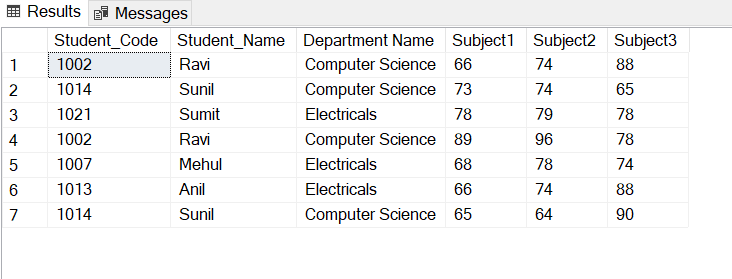 Results Messages
Student_Code Student_Name Department Name Subject1 Subject2 Subject3
1 1002 Ravi Computer Science 66 74 88
2 1014 Sunil Computer Science 73 74 65
3 1021 Sumit Electricals 78 79 78
4 1002 Ravi Computer Science 89 96 78
5 1007 Mehul Electricals 68 78 74
6 1013 Anil Electricals 66 74 88
7 1014 Sunil Computer Science 65 64 90